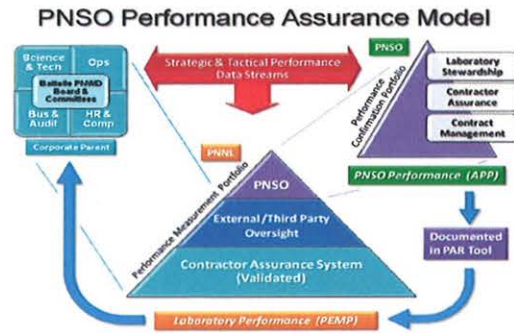 PNSO Performance Assurance Model
Science & Tech
Ops
Battelle PNWD
Board &
Committees
Bus & Audit
HR & Comp
Corporate Parent
Strategic & Tactical Performance
Data Streams
PNSO
Performance
Confirmation Portfolio
Laboratory
Stewardship
Contractor
Assurance
Contract
Management
PNSO Performance (APP)
Documented
in PAR Tool
PNNL
Performance Measurement Portfolio
PNSO
External/Third Party
Oversight
Contractor Assurance System
(Validated)
Laboratory Performance (PEMP)